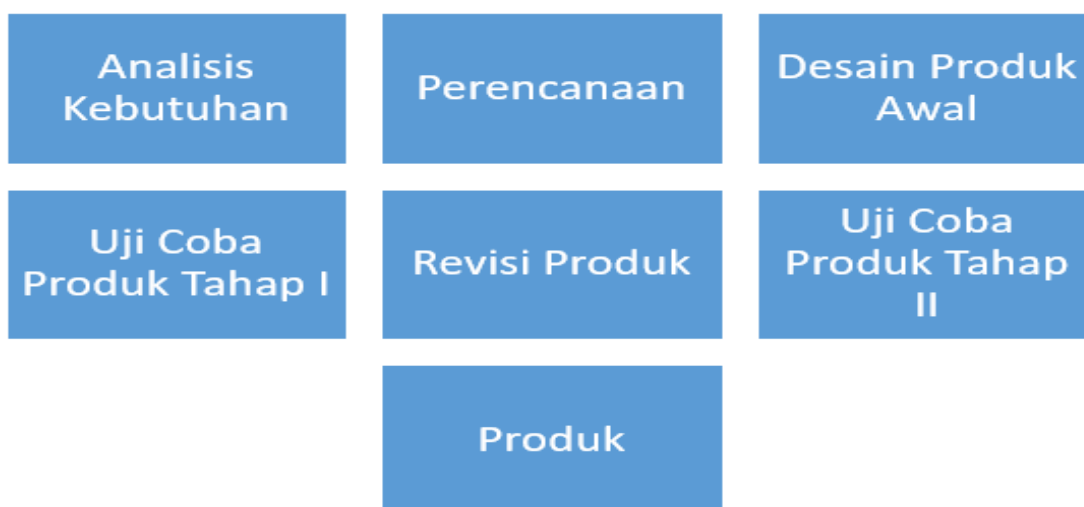 Analisis
Kebutuhan
Perencanaan
Desain Produk
Awal
Uji Coba
Produk Tahap I
Revisi Produk
Uji Coba
Produk Tahap
II
Produk